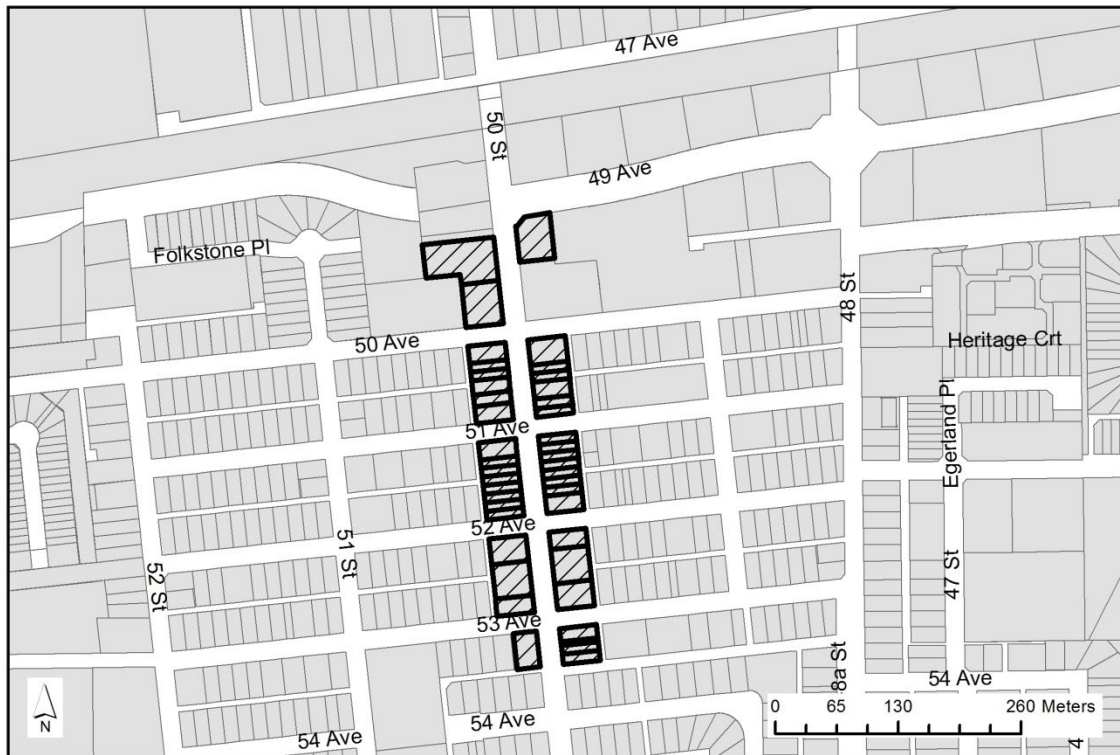 47 Ave
50 St
49 Ave
Folkstone Pl
48 St
50 Ave
Heritage Crt
51 Ave
Egerland Pl
52 Ave
51 St
52 St
47 St
53 Ave
8a St
54 Ave
54 Ave
54 Ave
4
N
0 65 130 260 Meters